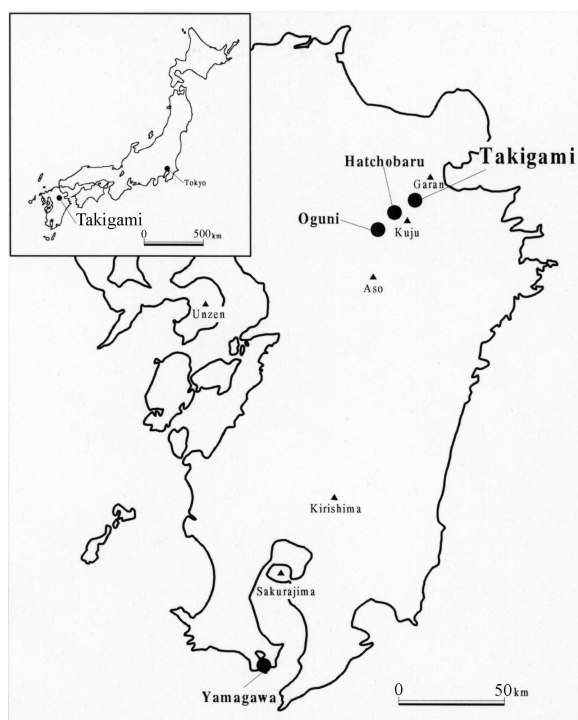 Tokyo
Takigami
0 500km
Takigami
Hatchobaru
Garan
Oguni
Kuju
Aso
Unzen
Kirishima
Sakurajima
Yamagawa
0 50km